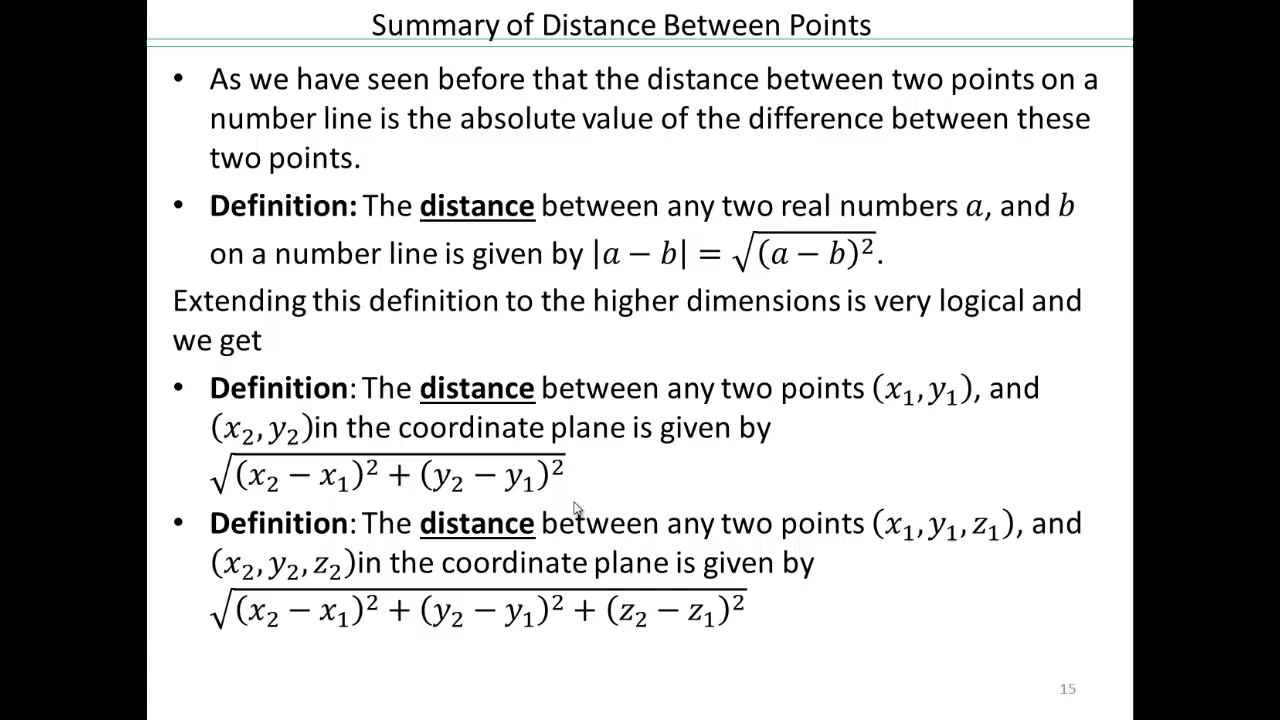 Summary of Distance Between Points
• As we have seen before that the distance between two points on a
number line is the absolute value of the difference between these
two points.
• Definition: The distance between any two real numbers 𝑎, and 𝑏
on a number line is given by |𝑎 − 𝑏| = √(𝑎 − 𝑏)².
Extending this definition to the higher dimensions is very logical and
we get
• Definition: The distance between any two points (𝑥₁, 𝑦₁), and
(𝑥₂, 𝑦₂)in the coordinate plane is given by
√(𝑥₂ − 𝑥₁)² + (𝑦₂ − 𝑦₁)²
• Definition: The distance between any two points (𝑥₁, 𝑦₁, 𝑧₁), and
(𝑥₂, 𝑦₂, 𝑧₂)in the coordinate plane is given by
√(𝑥₂ − 𝑥₁)² + (𝑦₂ − 𝑦₁)² + (𝑧₂ − 𝑧₁)²
15